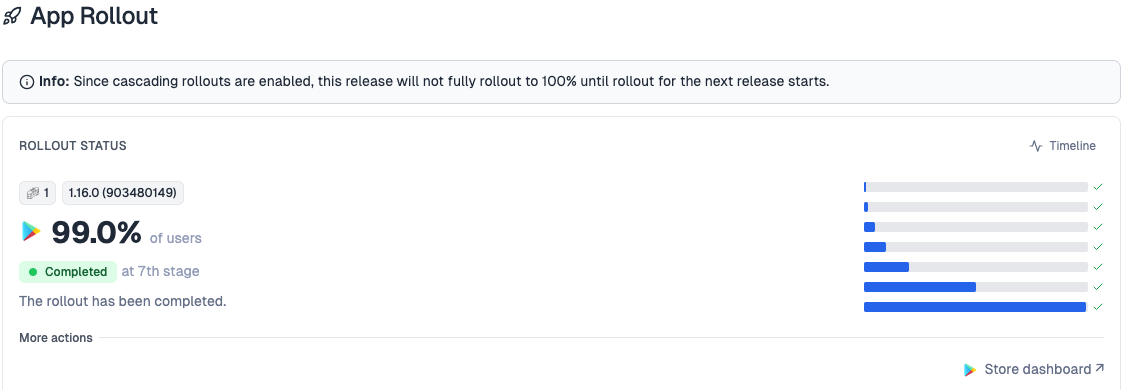 App Rollout
Info: Since cascading rollouts are enabled, this release will not fully rollout to 100% until rollout for the next release starts.
ROLLOUT STATUS
Timeline
1
1.16.0 (903480149)
99.0% of users
Completed at 7th stage
The rollout has been completed.
More actions
Store dashboard